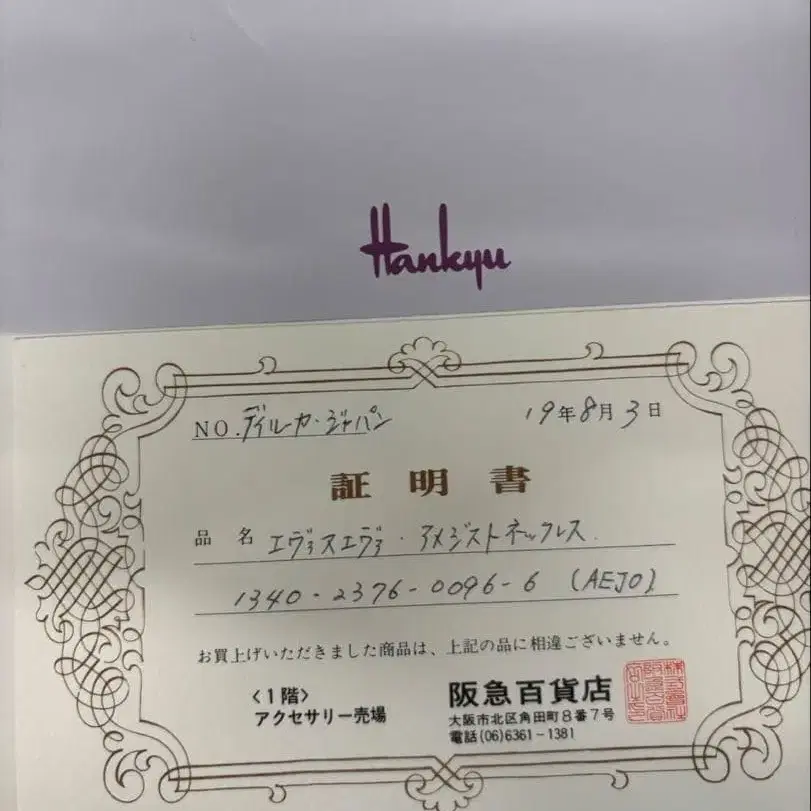 Hankyu
NO. デイルーカ・ジャパン
19年8月3日
証明書
品名 エヴァスエヴァ・アメジストネックレス.
1340-2376-0096-6 (AEJO)
お買上げいただきました商品は、上記の品に相違ございません。
〈1階〉
アクセサリー売場
阪急百貨店
大阪市北区角田町8番7号
電話(06)6361-1381